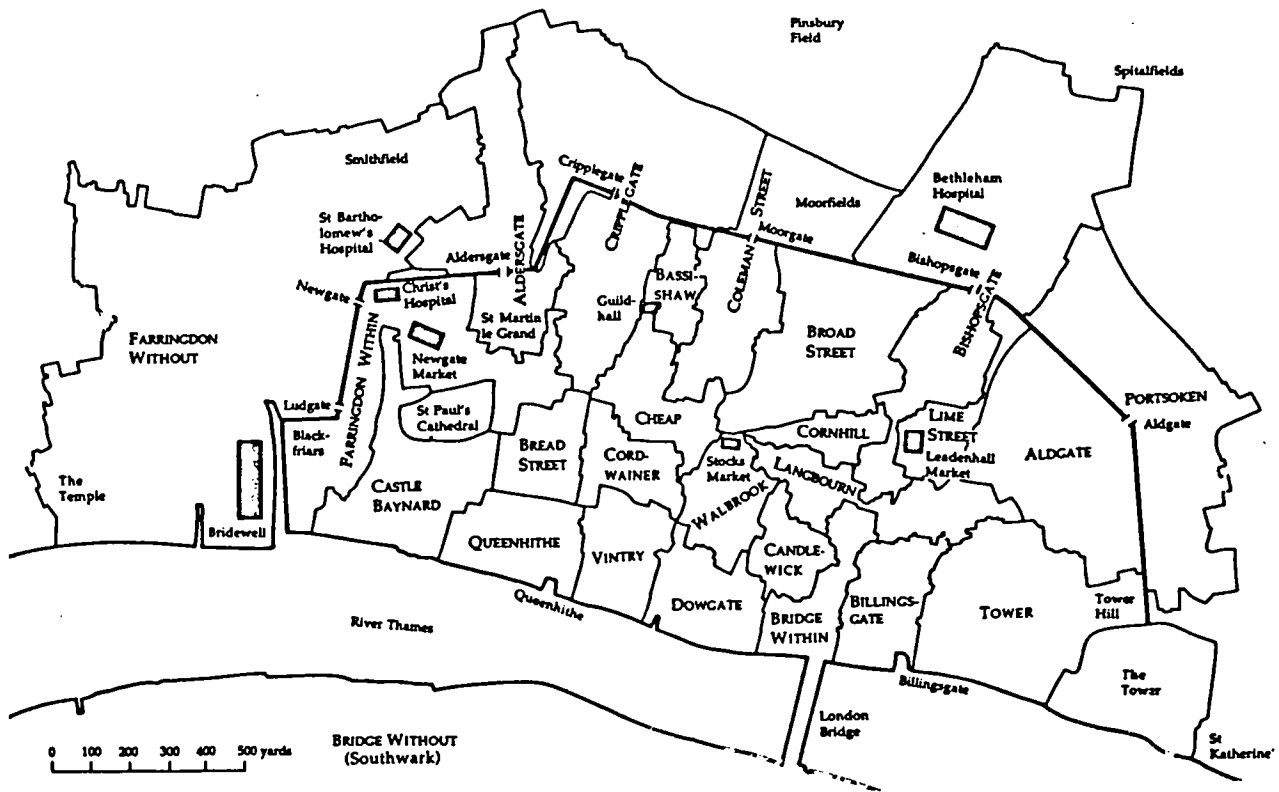 Pinsbury
Field
Spitalfields
Smithfield
Cripplegate
CRIPPLEGATE
STREET
Moorfields
Bethleham
Hospital
St Bartho-
lomew's
Hospital
Aldersgate
ALDERSGATE
Moorgate
COLEMAN
Bishopsgate
BISHOPSGATE
Newgate
Christ's
Hospital
BASSI-
SHAW
Guild-
hall
St Martin
le Grand
FARRINGDON
WITHOUT
FARRINGDON WITHIN
Newgate
Market
BROAD
STREET
PORTSOKEN
Aldgate
Ludgate
St Paul's
Cathedral
CHEAP
CORNHILL
LIME
STREET
Leadenhall
Market
ALDGATE
Black-
friars
BREAD
STREET
CORD-
WAINER
Stocks
Market
LANGBOURN
The
Temple
CASTLE
BAYNARD
WALBROOK
Bridewell
QUEENHITHE
VINTRY
CANDLE-
WICK
Queenhithe
DOWGATE
BRIDGE
WITHIN
BILLINGS-
GATE
TOWER
Tower
Hill
River Thames
Billingsgate
The
Tower
London
Bridge
St
Katherine'
BRIDGE WITHOUT
(Southwark)
0 100 200 300 400 500 yards